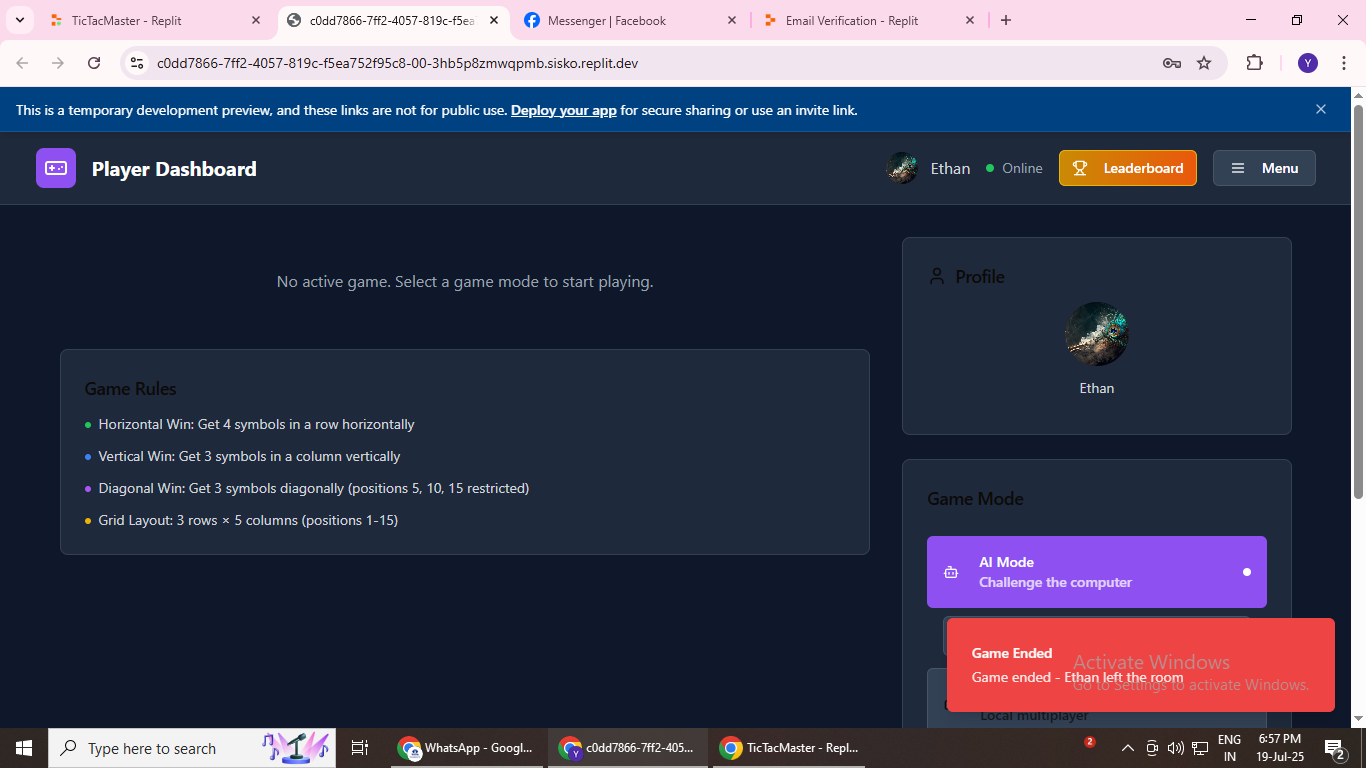 TicTacMaster - Replit
c0dd7866-7ff2-4057-819c-f5ea
Messenger | Facebook
Email Verification - Replit
c0dd7866-7ff2-4057-819c-f5ea752f95c8-00-3hb5p8zmwqpmb.sisko.replit.dev
Y
This is a temporary development preview, and these links are not for public use. Deploy your app for secure sharing or use an invite link.
Player Dashboard
Ethan
Online
Leaderboard
Menu
No active game. Select a game mode to start playing.
Profile
Ethan
Game Rules
Horizontal Win: Get 4 symbols in a row horizontally
Vertical Win: Get 3 symbols in a column vertically
Diagonal Win: Get 3 symbols diagonally (positions 5, 10, 15 restricted)
Grid Layout: 3 rows × 5 columns (positions 1-15)
Game Mode
AI Mode
Challenge the computer
Game Ended
Game ended - Ethan left the room
Activate Windows
Go to Settings to activate Windows.
Local multiplayer
Type here to search
WhatsApp - Googl...
Y
c0dd7866-7ff2-405...
TicTacMaster - Repl...
2
ENG
IN
6:57 PM
19-Jul-25
2